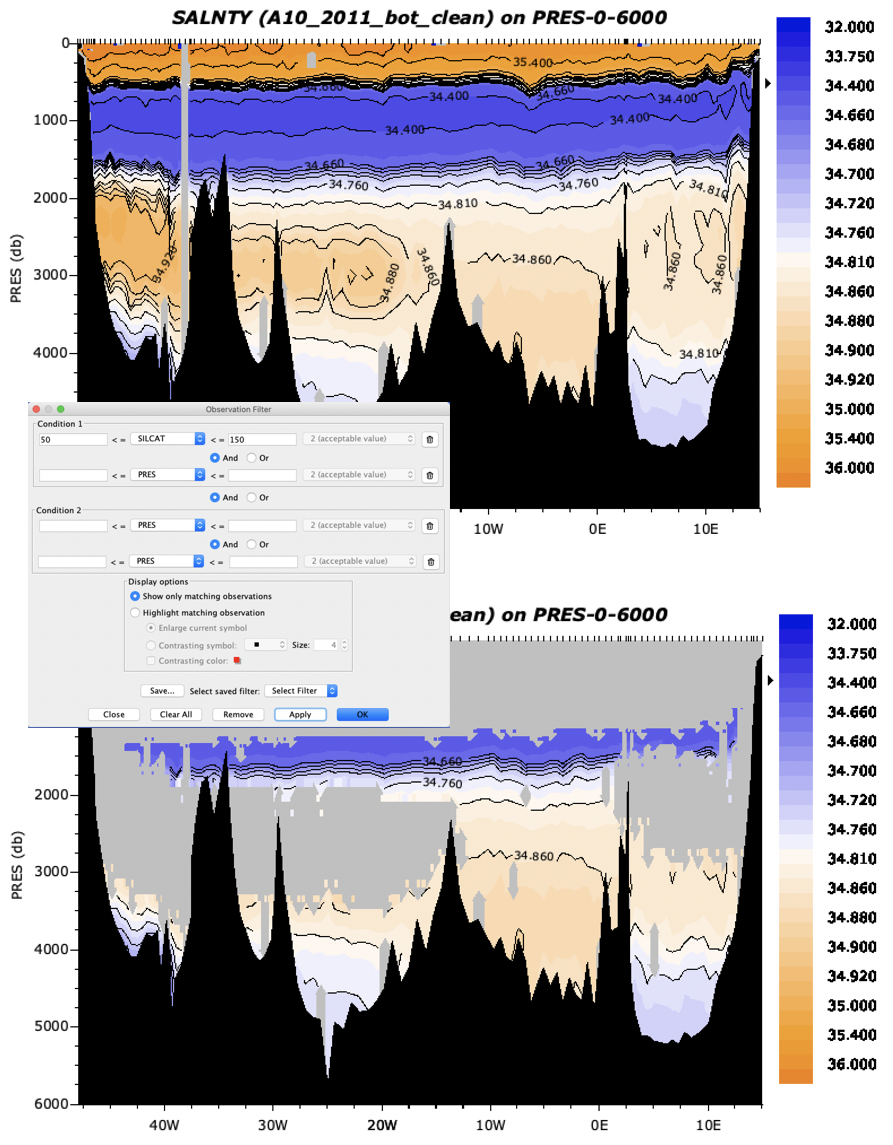 SALNTY (A10_2011_bot_clean) on PRES-0-6000
0
1000
2000
3000
4000
PRES (db)
35.400
34.660
34.400
34.660
34.400
34.400
34.400
34.660
34.660
34.760
34.760
34.810
34.810
34.920
34.880
34.860
34.860
34.860
34.860
34.810
10W
0E
10E
32.000
33.750
34.400
34.660
34.680
34.700
34.720
34.760
34.810
34.860
34.880
34.900
34.920
35.000
35.400
36.000
Observation Filter
Condition 1
50 <= SILCAT <= 150 2 (acceptable value)
And Or
<= PRES <= 2 (acceptable value)
And Or
Condition 2
<= PRES <= 2 (acceptable value)
And Or
<= PRES <= 2 (acceptable value)
Display options
Show only matching observations
Highlight matching observation
Enlarge current symbol
Contrasting symbol: Size: 4
Contrasting color:
Save... Select saved filter: Select Filter
Close Clear All Remove Apply OK
ean) on PRES-0-6000
2000
3000
4000
5000
6000
PRES (db)
34.660
34.760
34.860
40W
30W
20W
10W
0E
10E
32.000
33.750
34.400
34.660
34.680
34.700
34.720
34.760
34.810
34.860
34.880
34.900
34.920
35.000
35.400
36.000